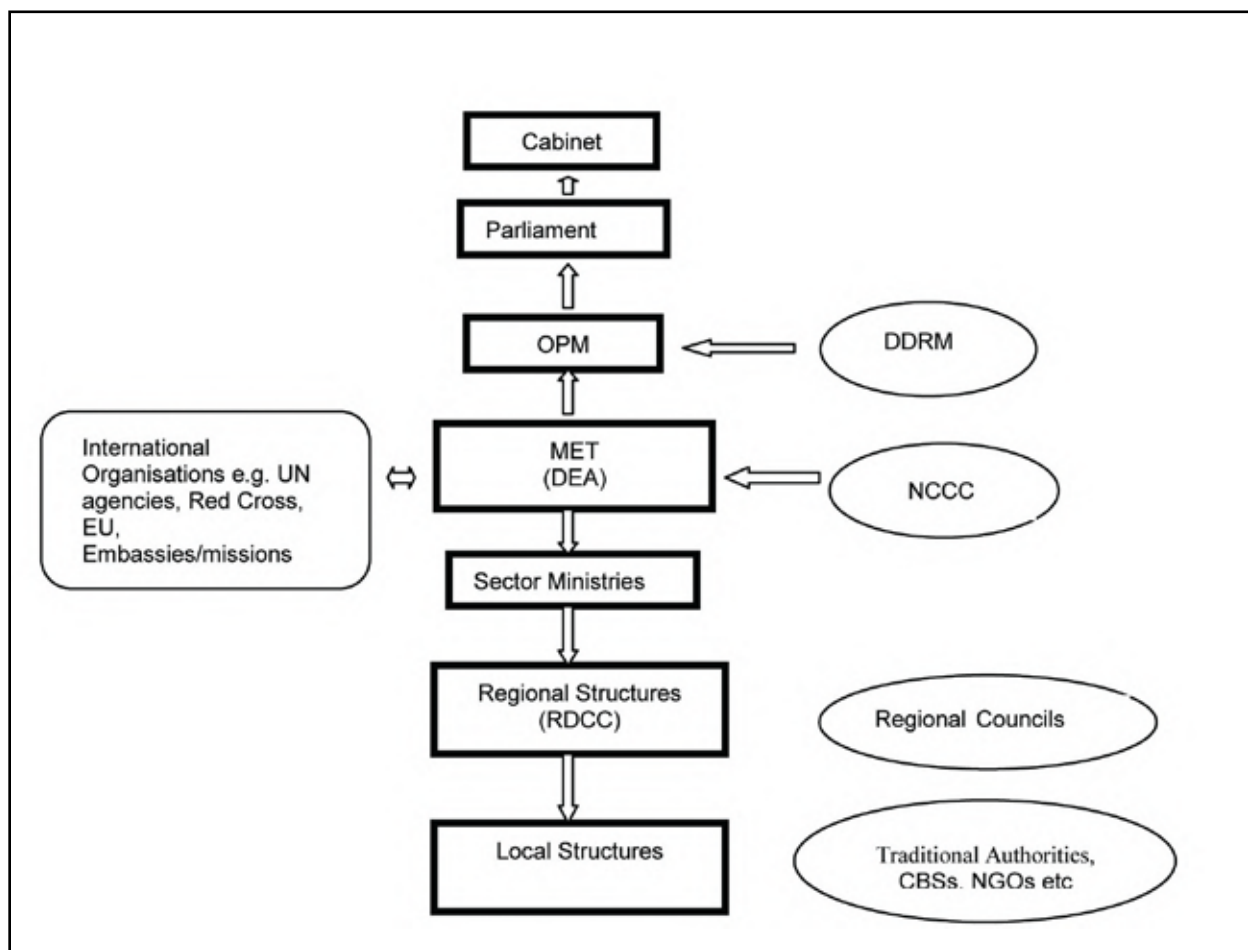 Cabinet
Parliament
OPM
DDRM
International
Organisations e.g. UN
agencies, Red Cross,
EU,
Embassies/missions
MET
(DEA)
NCCC
Sector Ministries
Regional Structures
(RDCC)
Regional Councils
Local Structures
Traditional Authorities,
CBSs, NGOs etc